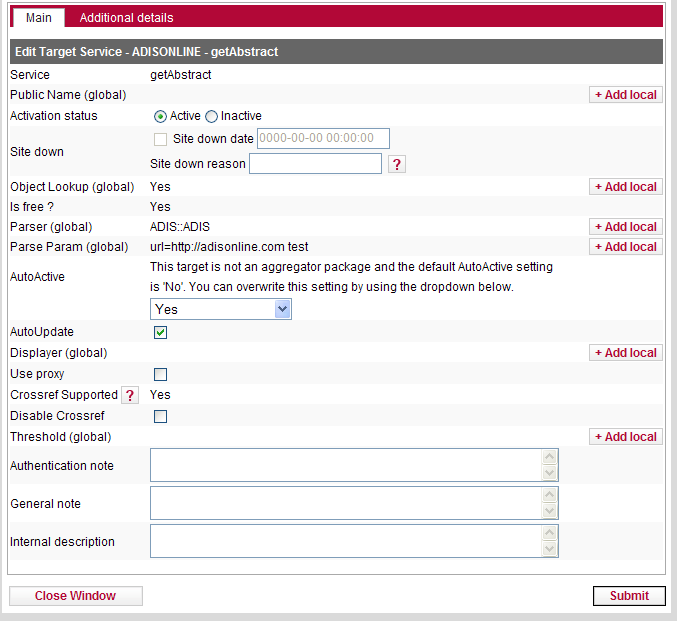 Main Additional details
Edit Target Service - ADISONLINE - getAbstract
Service getAbstract
Public Name (global) + Add local
Activation status Active Inactive
Site down date 0000-00-00 00:00:00
Site down
Site down reason ?
Object Lookup (global) Yes + Add local
Is free ? Yes
Parser (global) ADIS::ADIS + Add local
Parse Param (global) url=http://adisonline.com test + Add local
This target is not an aggregator package and the default AutoActive setting
AutoActive
is 'No'. You can overwrite this setting by using the dropdown below.
Yes
AutoUpdate
Displayer (global) + Add local
Use proxy
Crossref Supported ? Yes
Disable Crossref
Threshold (global) + Add local
Authentication note
General note
Internal description
Close Window Submit